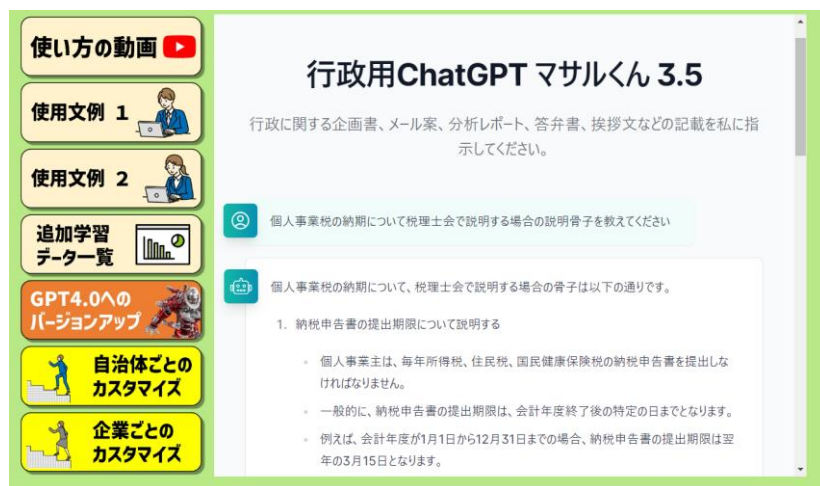 使い方の動画
使用文例 1
使用文例 2
追加学習
データ一覧
GPT4.0への
バージョンアップ
自治体ごとの
カスタマイズ
企業ごとの
カスタマイズ
行政用ChatGPT マサルくん 3.5
行政に関する企画書、メール案、分析レポート、答弁書、挨拶文などの記載を私に指
示してください。
個人事業税の納期について税理士会で説明する場合の説明骨子を教えてください
個人事業税の納期について、税理士会で説明する場合の骨子は以下の通りです。
1. 納税申告書の提出期限について説明する
個人事業主は、毎年所得税、住民税、国民健康保険税の納税申告書を提出しな
ければなりません。
一般的に、納税申告書の提出期限は、会計年度終了後の特定の日までとなります。
例えば、会計年度が1月1日から12月31日までの場合、納税申告書の提出期限は翌
年の3月15日となります。